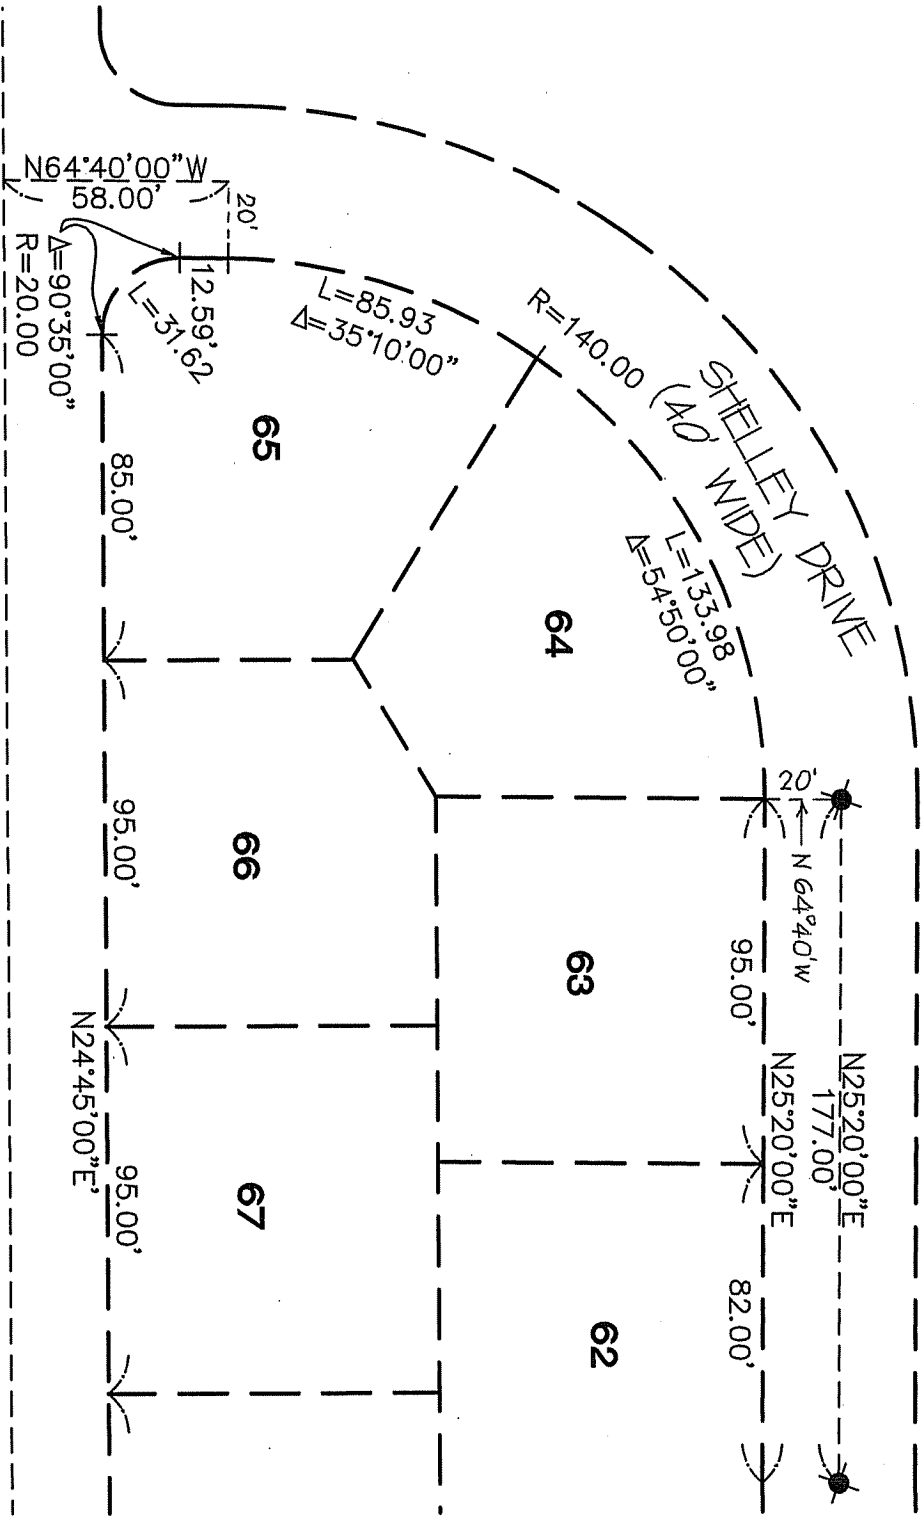 N64°40'00"W
58.00'
20'
Δ=90°35'00"
R=20.00
12.59'
L=31.62
L=85.93
Δ=35°10'00"
R=140.00
SHELLEY DRIVE
(40' WIDE)
L=133.98
Δ=54°50'00"
65
85.00'
64
20'
N 64°40'W
66
95.00'
63
95.00'
N25°20'00"E
177.00'
N25°20'00"E
N24°45'00"E'
95.00'
67
62
82.00'